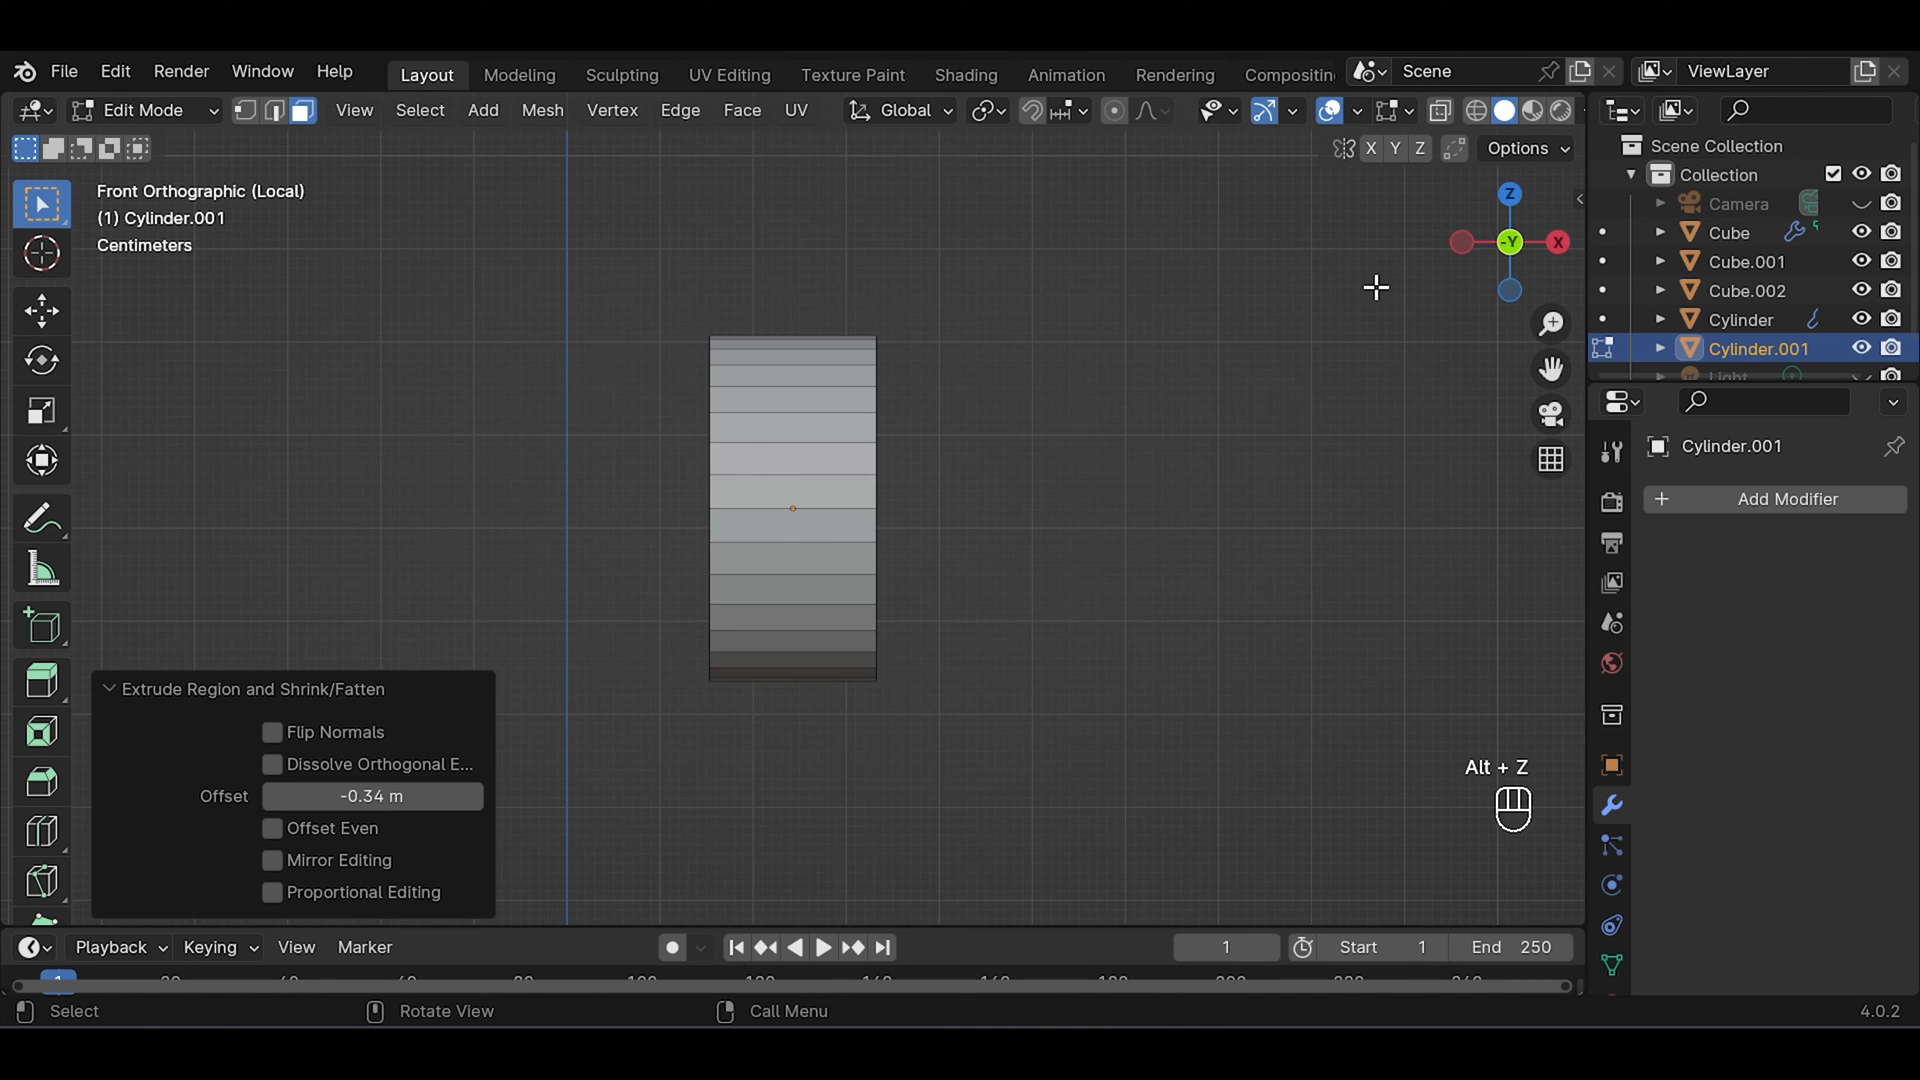 File Edit Render Window Help Layout Modeling Sculpting UV Editing Texture Paint Shading Animation Rendering Scene ViewLayer
Edit Mode View Select Add Mesh Vertex Edge Face UV Global
X Y Z Options
Scene Collection
Collection
Camera
Cube
Cube.001
Cube.002
Cylinder
Cylinder.001
Light
Front Orthographic (Local)
(1) Cylinder.001
Centimeters
Z
-Y X
Cylinder.001
+ Add Modifier
Extrude Region and Shrink/Fatten
Flip Normals
Dissolve Orthogonal E...
Offset -0.34 m
Offset Even
Mirror Editing
Proportional Editing
Alt + Z
Playback Keying View Marker 1 Start 1 End 250
1
Select Rotate View Call Menu 4.0.2